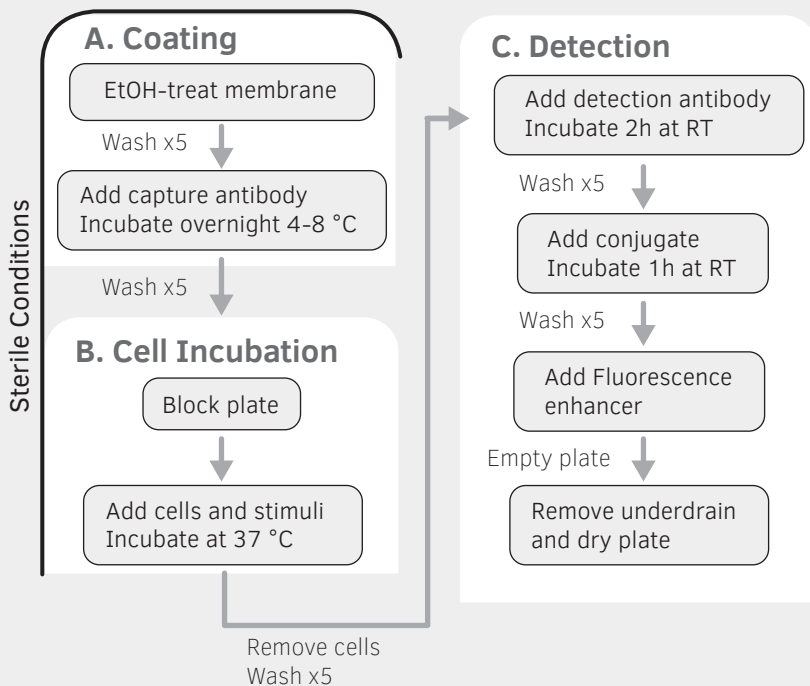 Sterile Conditions
A. Coating
EtOH-treat membrane
Wash x5
Add capture antibody
Incubate overnight 4-8 °C
Wash x5
B. Cell Incubation
Block plate
Add cells and stimuli
Incubate at 37 °C
Remove cells
Wash x5
C. Detection
Add detection antibody
Incubate 2h at RT
Wash x5
Add conjugate
Incubate 1h at RT
Wash x5
Add Fluorescence
enhancer
Empty plate
Remove underdrain
and dry plate